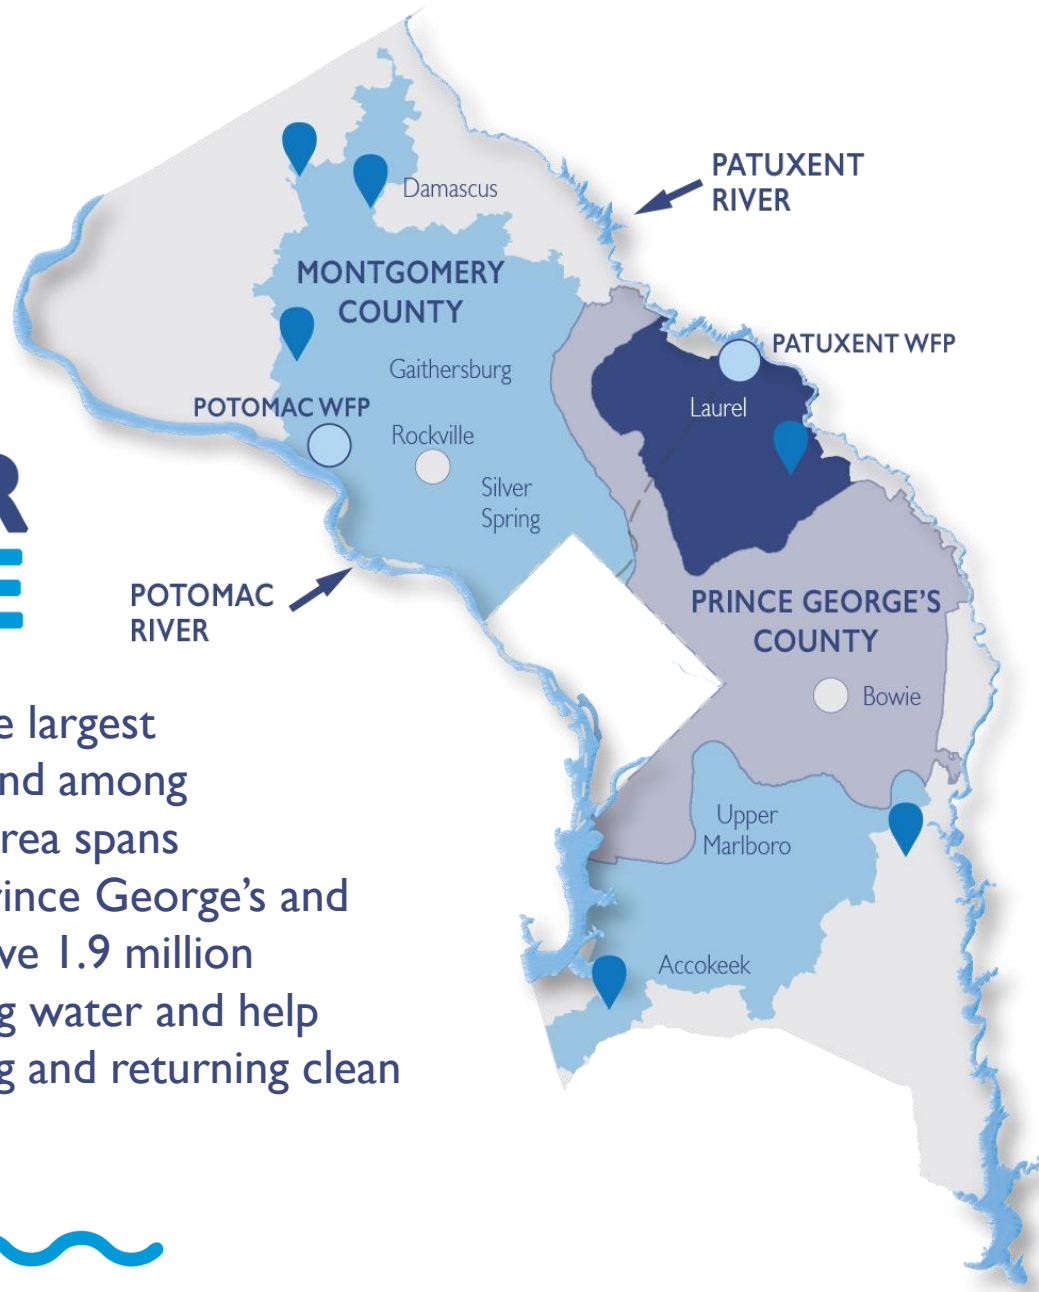 PATUXENT
RIVER
Damascus
MONTGOMERY
COUNTY
PATUXENT WFP
Gaithersburg
POTOMAC WFP
Laurel
Rockville
Silver
Spring
R
E
POTOMAC
RIVER
PRINCE GEORGE'S
COUNTY
Bowie
largest
nd among
rea spans
rince George's and
ve 1.9 million
g water and help
g and returning clean
Upper
Marlboro
Accokeek